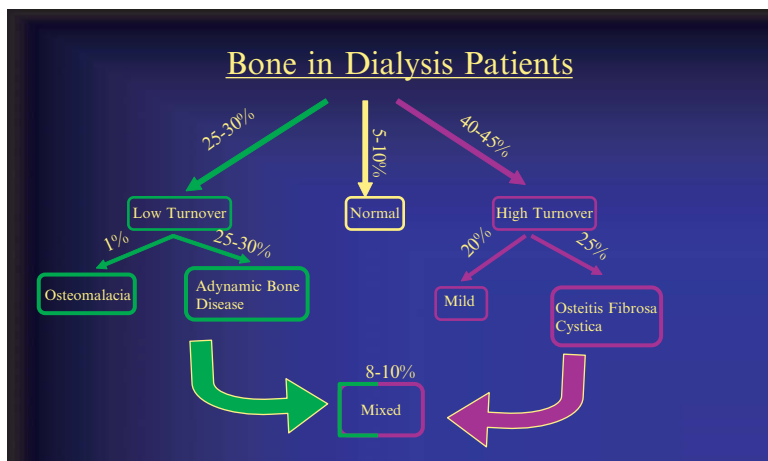 Bone in Dialysis Patients
25-30%
5-10%
40-45%
Low Turnover
Normal
High Turnover
1%
25-30%
20%
25%
Osteomalacia
Adynamic Bone
Disease
Mild
Osteitis Fibrosa
Cystica
8-10%
Mixed